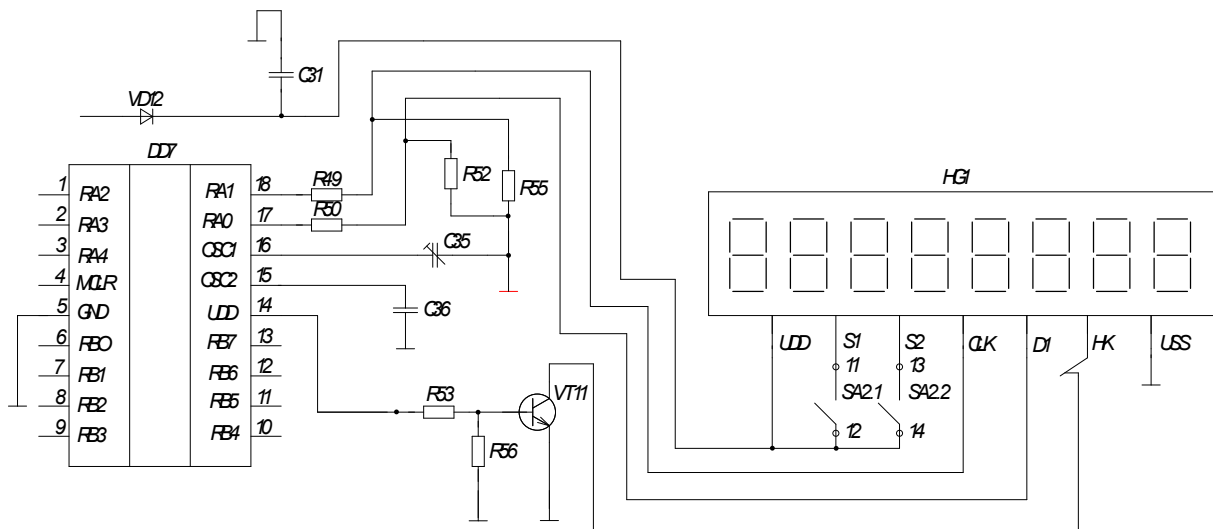 C31
VD12
DD7
1 RA2 RA1 18 R49
2 RA3 RA0 17 R50
3 RA4 OSC1 16 C35
4 MCLR OSC2 15 C36
5 GND UDD 14
6 RB0 RB7 13
7 RB1 RB6 12
8 RB2 RB5 11
9 RB3 RB4 10
R52
R55
R53
R56
VT11
HG1
UDD S1 S2 CLK D1 HK USS
11 13
SA2.1 SA2.2
12 14